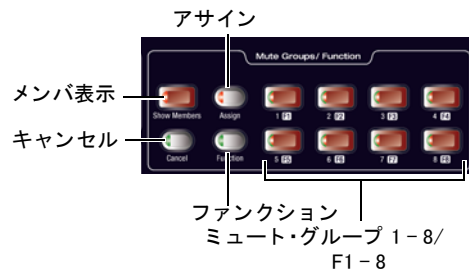 アサイン
Mute Groups/ Function
メンバ表示
Show Members
Assign
1 F1
2 F2
3 F3
4 F4
キャンセル
Cancel
Function
5 F5
6 F6
7 F7
8 F8
ファンクション
ミュート・グループ 1 – 8/
F1 – 8